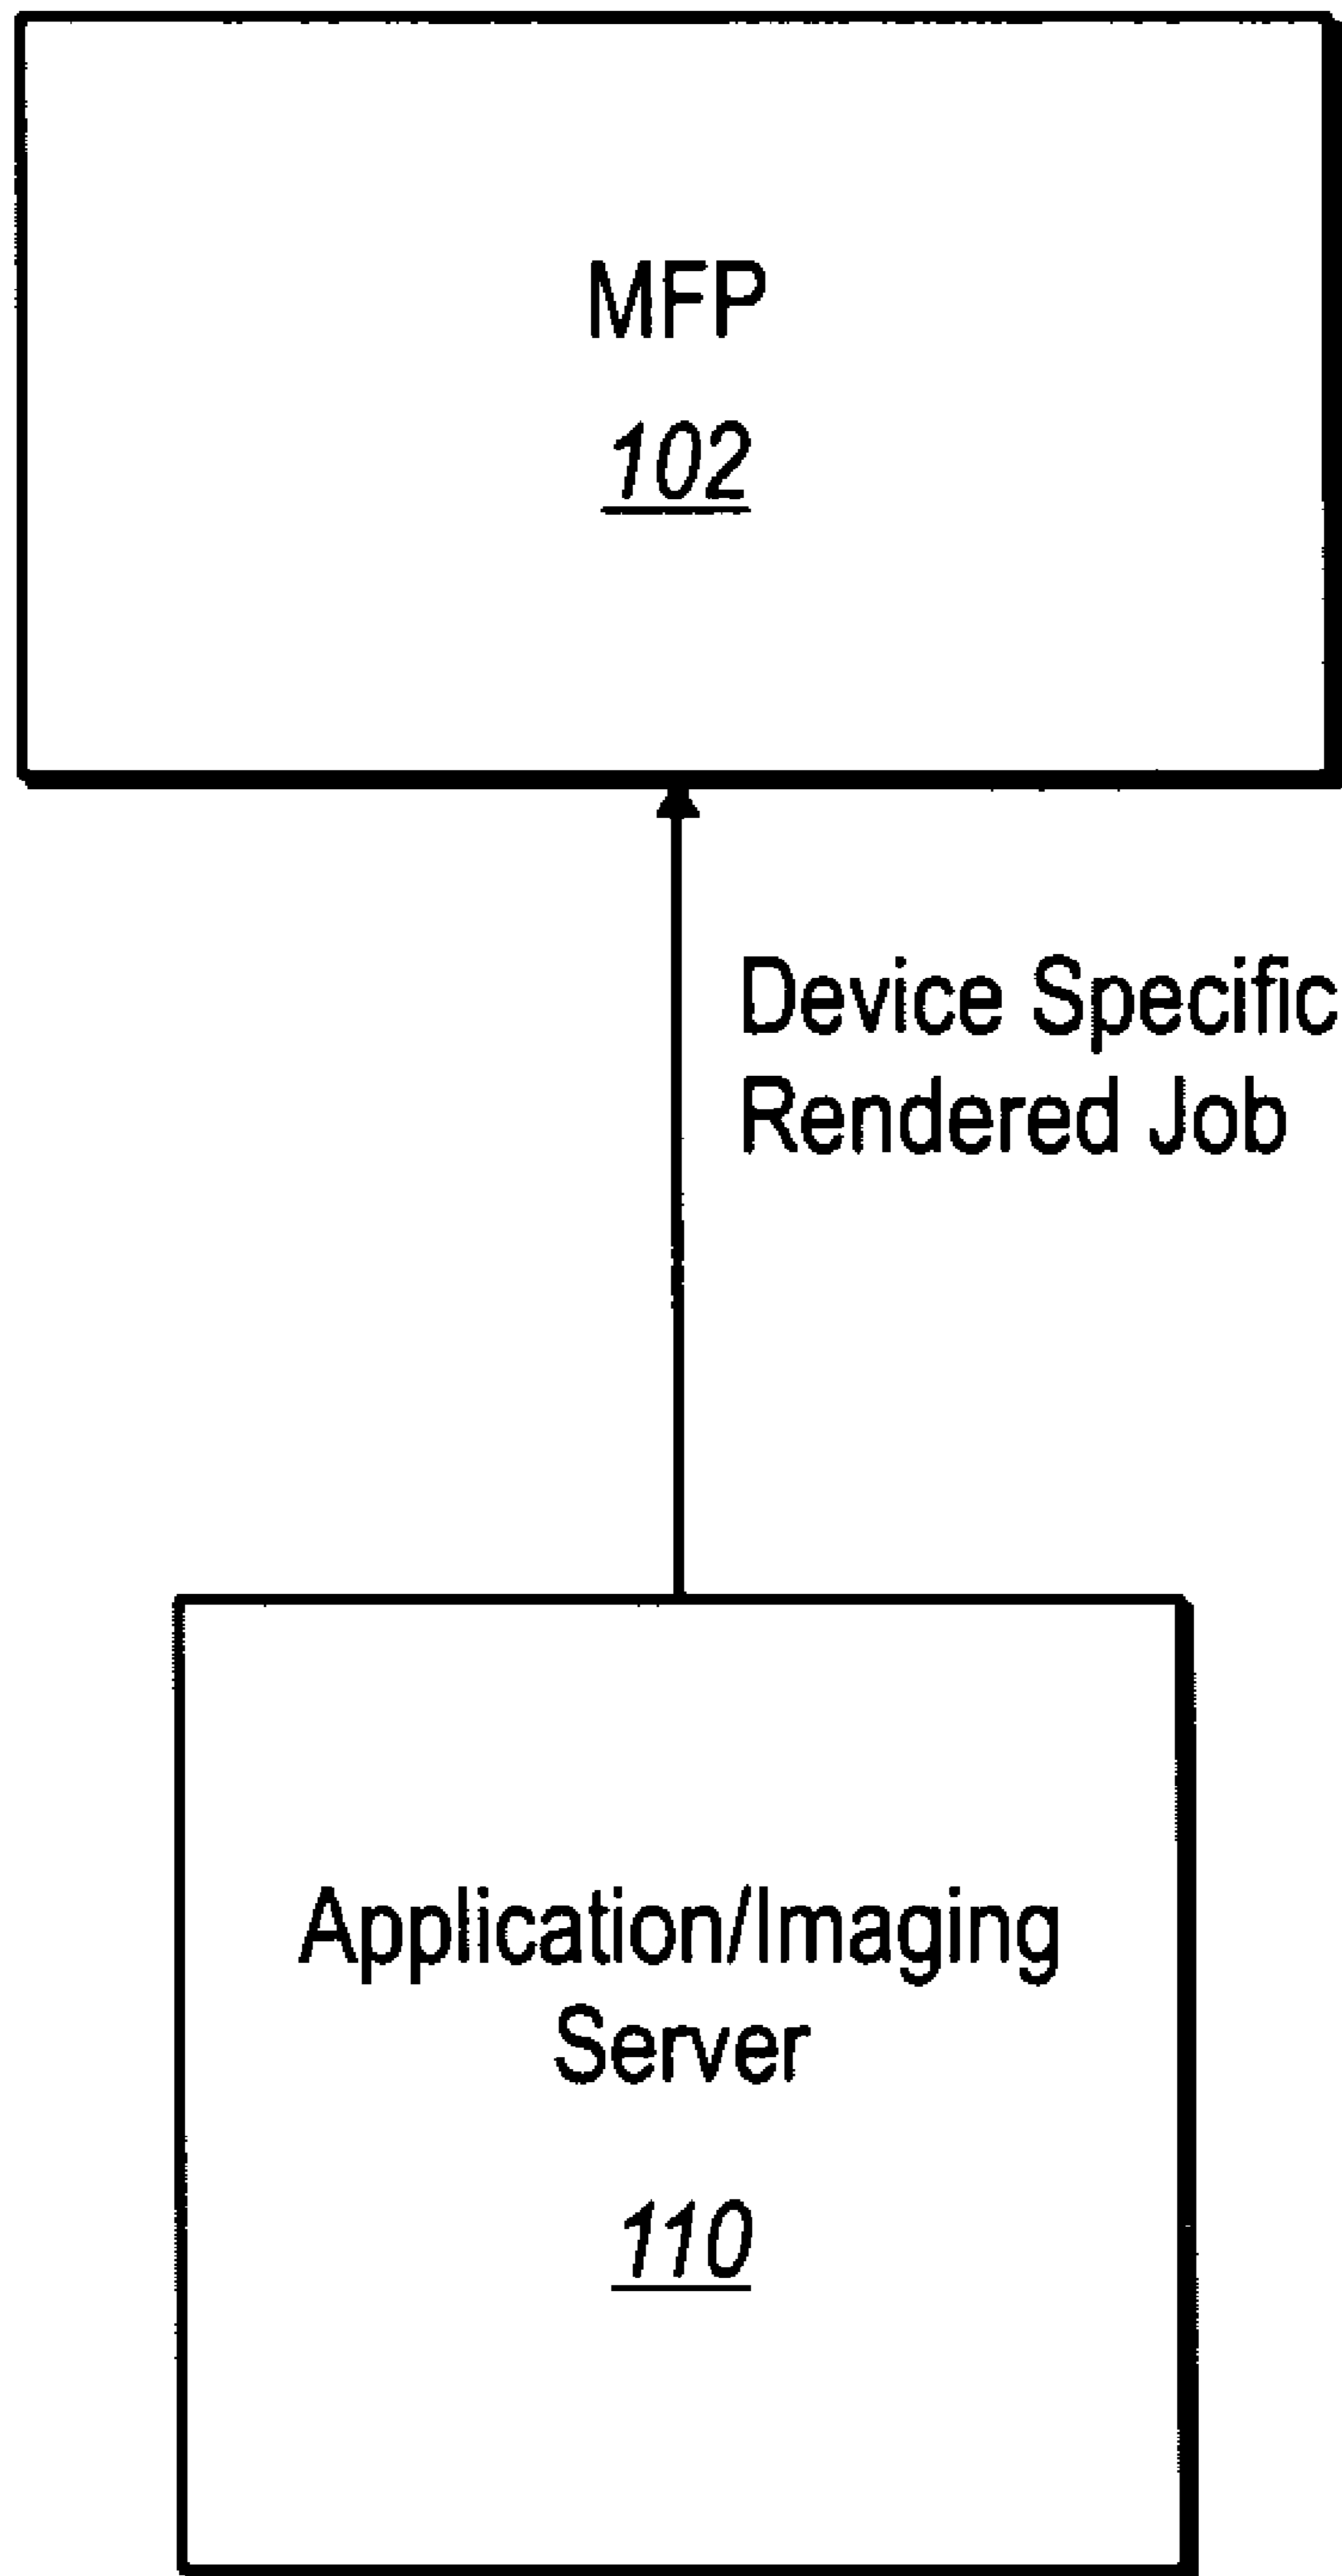 MFP
102
Device Specific
Rendered Job
Application/Imaging
Server
110